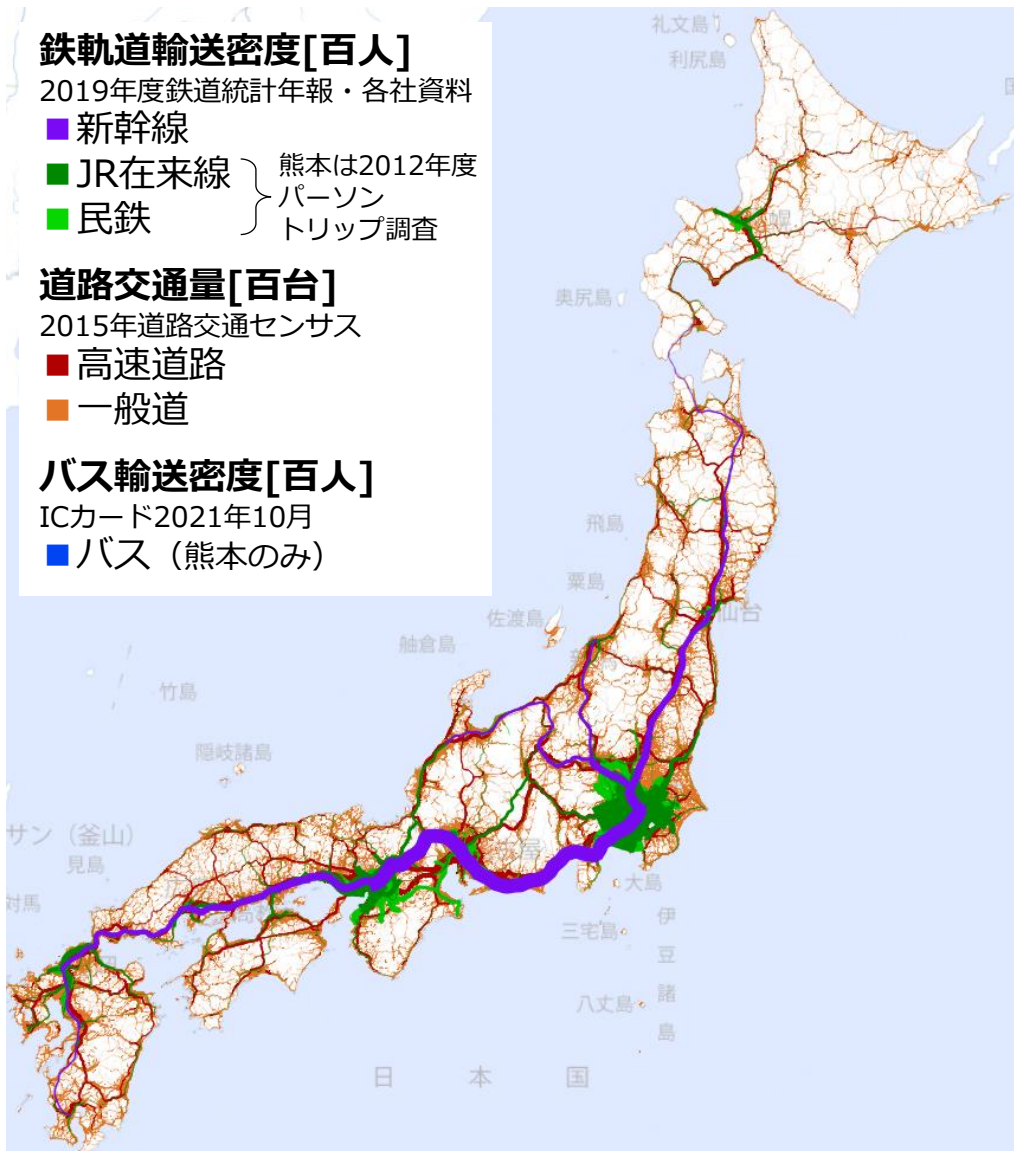 鉄軌道輸送密度[百人]
2019年度鉄道統計年報・各社資料
■新幹線
■JR在来線
■民鉄
熊本は2012年度
パーソン
トリップ調査
道路交通量[百台]
2015年道路交通センサス
■高速道路
■一般道
バス輸送密度[百人]
ICカード2021年10月
■バス（熊本のみ）
礼文島
利尻島
幌
奥尻島
飛島
粟島
仙台
佐渡島
舳倉島
竹島
隠岐諸島
サン（釜山）
見島
対馬
屋
大島
三宅島
伊豆諸島
八丈島
日本国